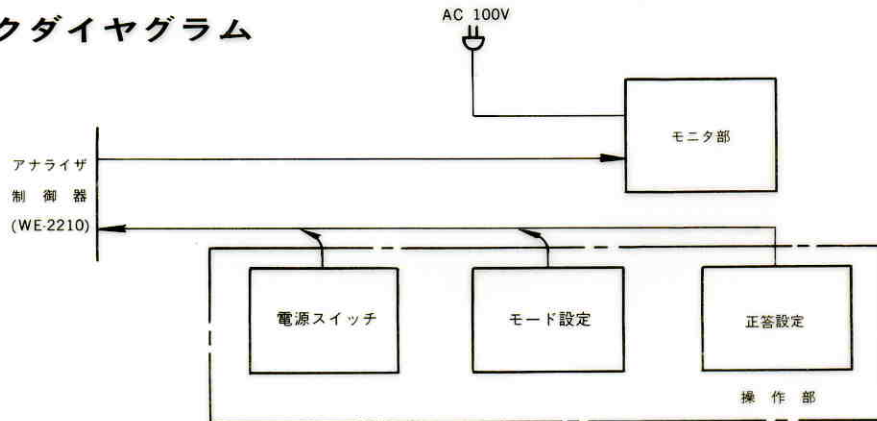 クダイヤグラム
AC 100V
モニタ部
アナライザ
制御器
(WE-2210)
電源スイッチ
モード設定
正答設定
操作部